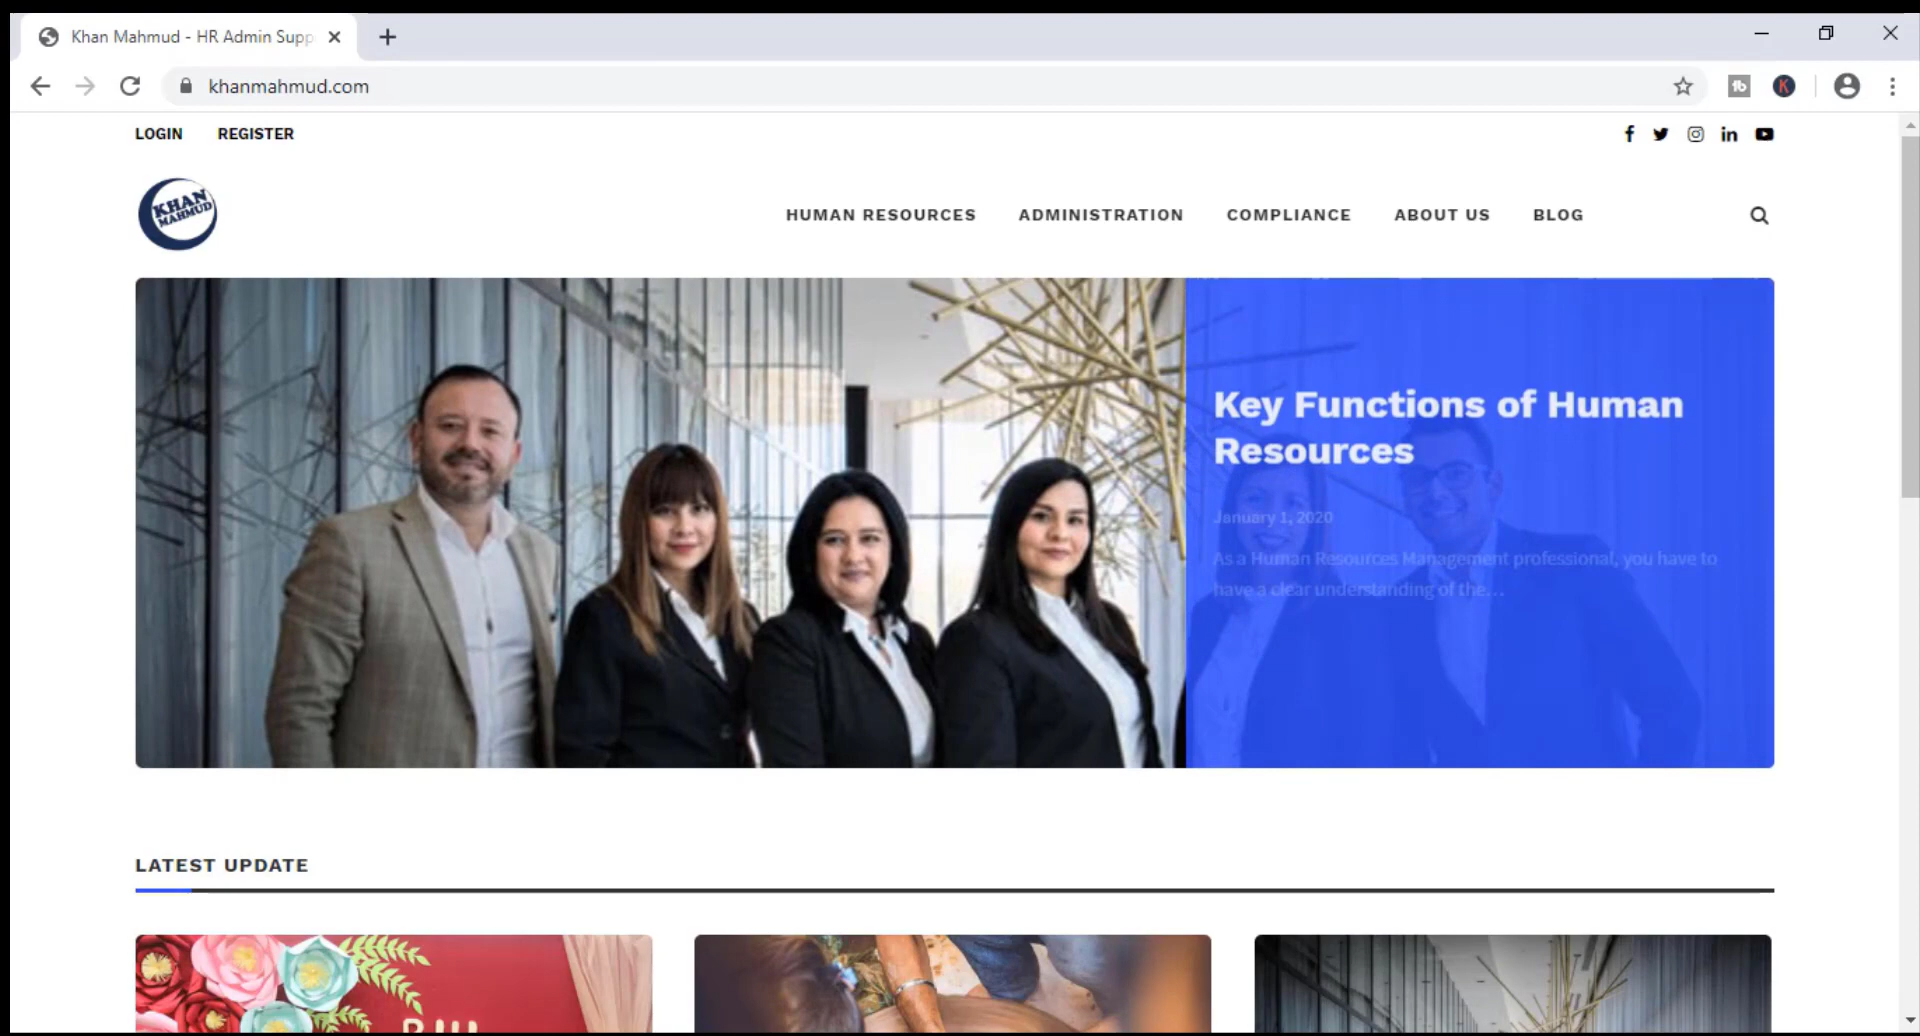 Khan Mahmud - HR Admin Supp
khanmahmud.com
LOGIN REGISTER
KHAN
MAHMUD
HUMAN RESOURCES ADMINISTRATION COMPLIANCE ABOUT US BLOG
Key Functions of Human
Resources
January 1, 2020
As a Human Resources Management professional, you have to
have a clear understanding of the...
LATEST UPDATE